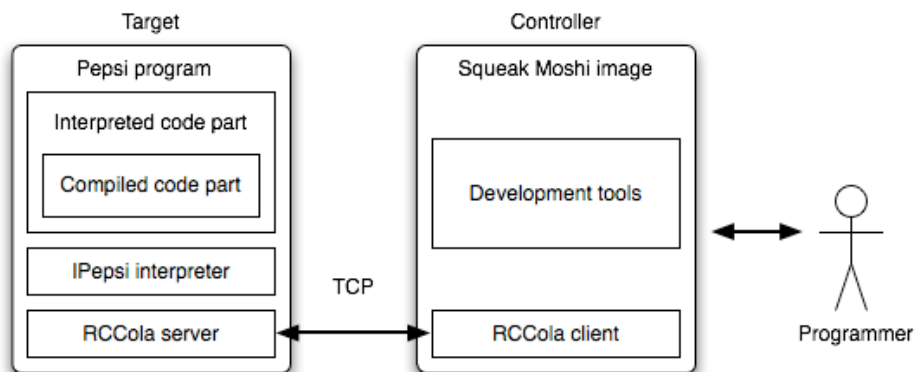 Target
Controller
Pepsi program
Squeak Moshi image
Interpreted code part
Compiled code part
Development tools
IPepsi interpreter
TCP
RCCola server
RCCola client
Programmer